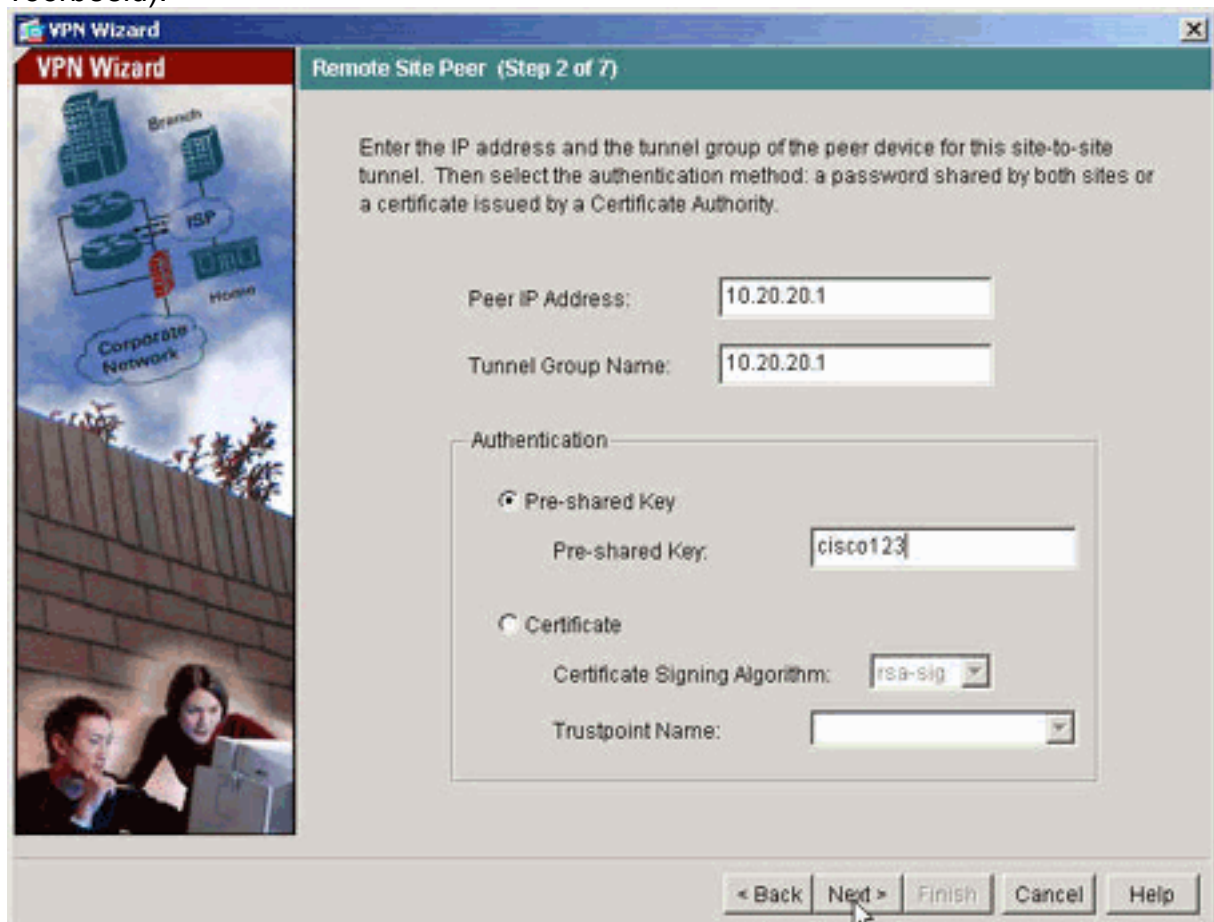 voorbeeld).
VPN Wizard
VPN Wizard
Remote Site Peer (Step 2 of 7)
Branch
ISP
Home
Corporate
Network
Enter the IP address and the tunnel group of the peer device for this site-to-site
tunnel. Then select the authentication method: a password shared by both sites or
a certificate issued by a Certificate Authority.
Peer IP Address: 10.20.20.1
Tunnel Group Name: 10.20.20.1
Authentication
Pre-shared Key
Pre-shared Key: cisco123
Certificate
Certificate Signing Algorithm: rsa-sig
Trustpoint Name:
< Back Next > Finish Cancel Help